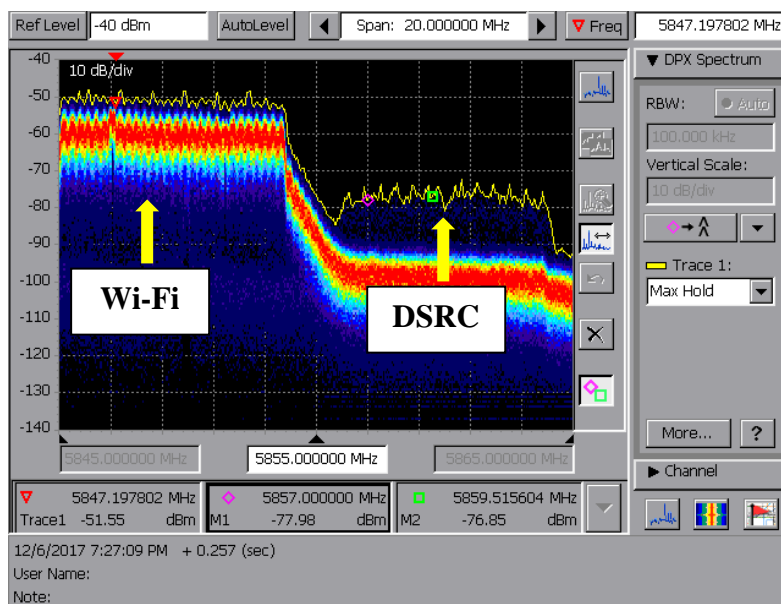 Ref Level -40 dBm AutoLevel Span: 20.000000 MHz Freq 5847.197802 MHz
DPX Spectrum
10 dB/div
-40
-50
-60
-70
-80
-90
-100
-110
-120
-130
-140
Wi-Fi
DSRC
RBW: Auto
100.000 kHz
Vertical Scale:
10 dB/div
Trace 1:
Max Hold
More... ?
Channel
5845.000000 MHz 5855.000000 MHz 5865.000000 MHz
5847.197802 MHz 5857.000000 MHz 5859.515604 MHz
Trace1 -51.55 dBm M1 -77.98 dBm M2 -76.85 dBm
12/6/2017 7:27:09 PM + 0.257 (sec)
User Name:
Note: